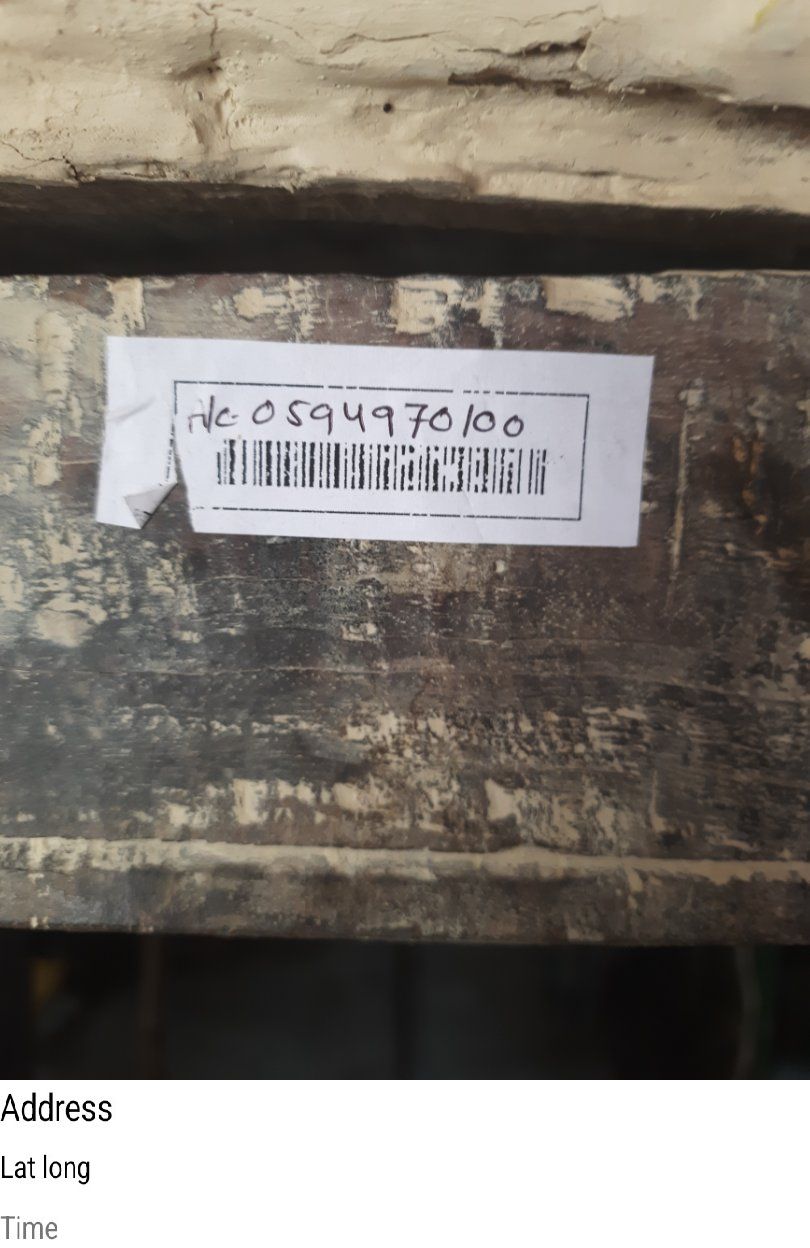 A/c 0594970100
Address
Lat long
Time